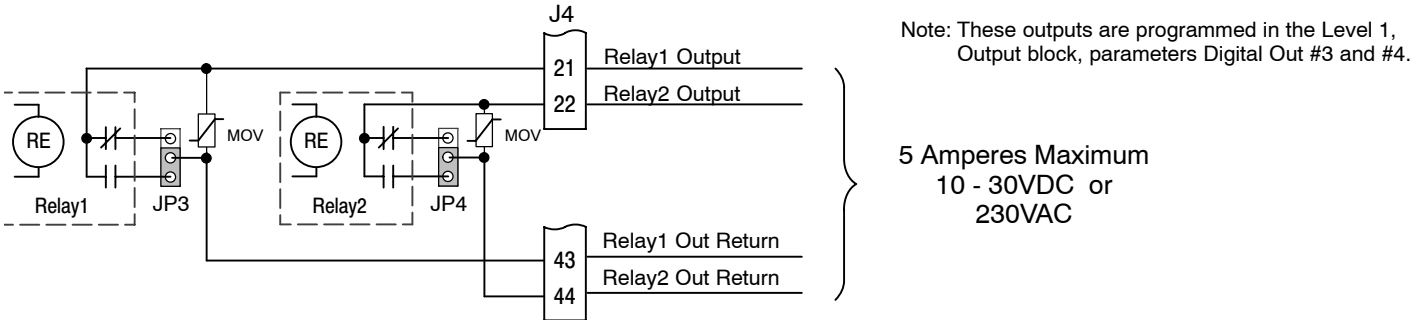 J4
Note: These outputs are programmed in the Level 1,
Output block, parameters Digital Out #3 and #4.
21 Relay1 Output
22 Relay2 Output
RE
MOV
RE
MOV
5 Amperes Maximum
10 - 30VDC or
230VAC
Relay1
JP3
Relay2
JP4
43 Relay1 Out Return
44 Relay2 Out Return